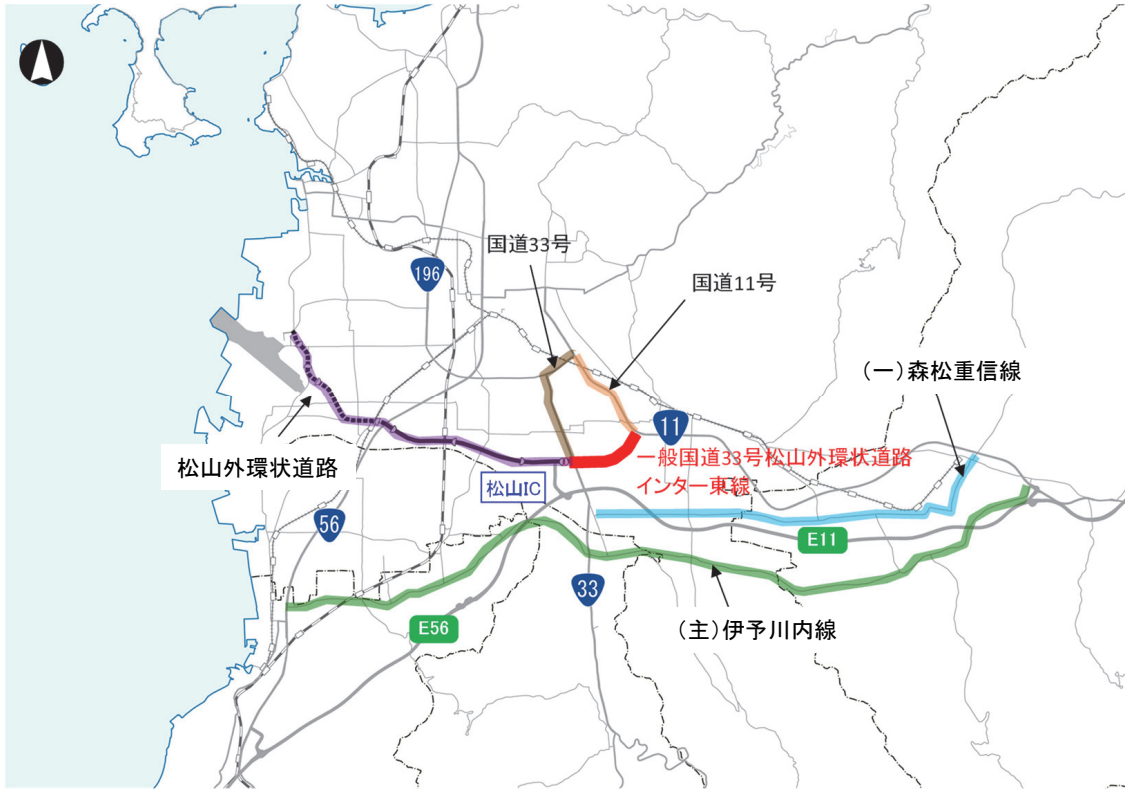 国道33号
196
国道11号
(一)森松重信線
11
松山外環状道路
一般国道33号松山外環状道路
インター東線
松山IC
56
E11
33
E56
(主)伊予川内線